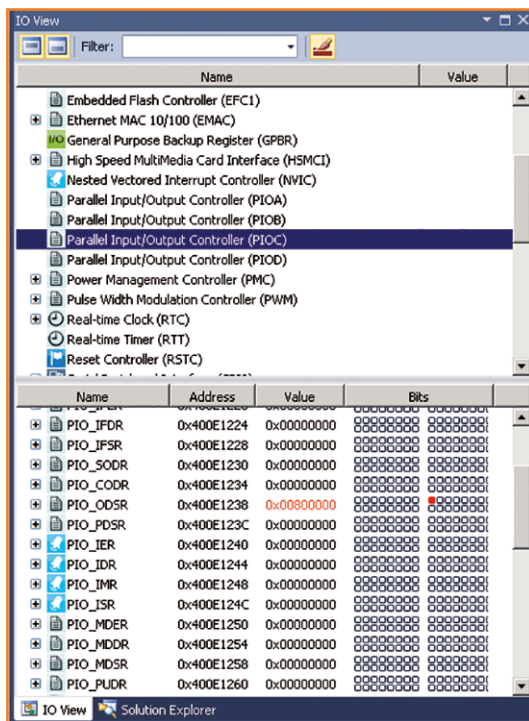 IO View
Filter:
Name Value
Embedded Flash Controller (EFC1)
Ethernet MAC 10/100 (EMAC)
I/O General Purpose Backup Register (GPBR)
High Speed MultiMedia Card Interface (HSMCI)
Nested Vectored Interrupt Controller (NVIC)
Parallel Input/Output Controller (PIOA)
Parallel Input/Output Controller (PIOB)
Parallel Input/Output Controller (PIOC)
Parallel Input/Output Controller (PIOD)
Power Management Controller (PMC)
Pulse Width Modulation Controller (PWM)
Real-time Clock (RTC)
Real-time Timer (RTT)
Reset Controller (RSTC)
Name Address Value Bits
PIO_IFDR 0x400E1224 0x00000000
PIO_IFSR 0x400E1228 0x00000000
PIO_SODR 0x400E1230 0x00000000
PIO_CODR 0x400E1234 0x00000000
PIO_ODSR 0x400E1238 0x00800000
PIO_PDSR 0x400E123C 0x00000000
PIO_IER 0x400E1240 0x00000000
PIO_IDR 0x400E1244 0x00000000
PIO_IMR 0x400E1248 0x00000000
PIO_ISR 0x400E124C 0x00000000
PIO_MDER 0x400E1250 0x00000000
PIO_MDDR 0x400E1254 0x00000000
PIO_MDSR 0x400E1258 0x00000000
PIO_PUDR 0x400E1260 0x00000000
IO View Solution Explorer